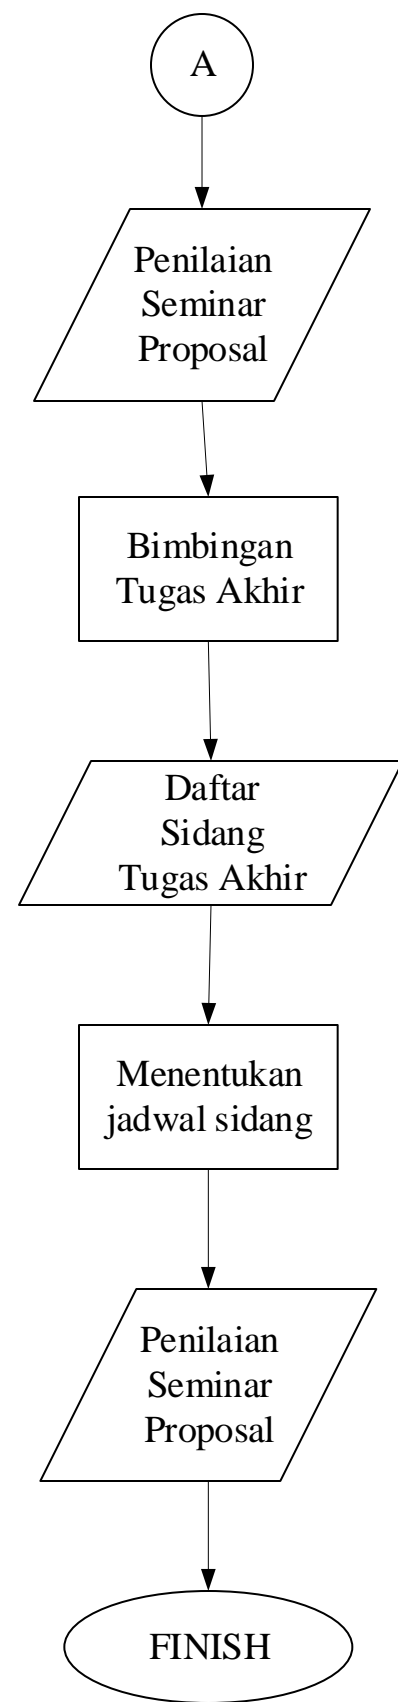 A
Penilaian
Seminar
Proposal
Bimbingan
Tugas Akhir
Daftar
Sidang
Tugas Akhir
Menentukan
jadwal sidang
Penilaian
Seminar
Proposal
FINISH